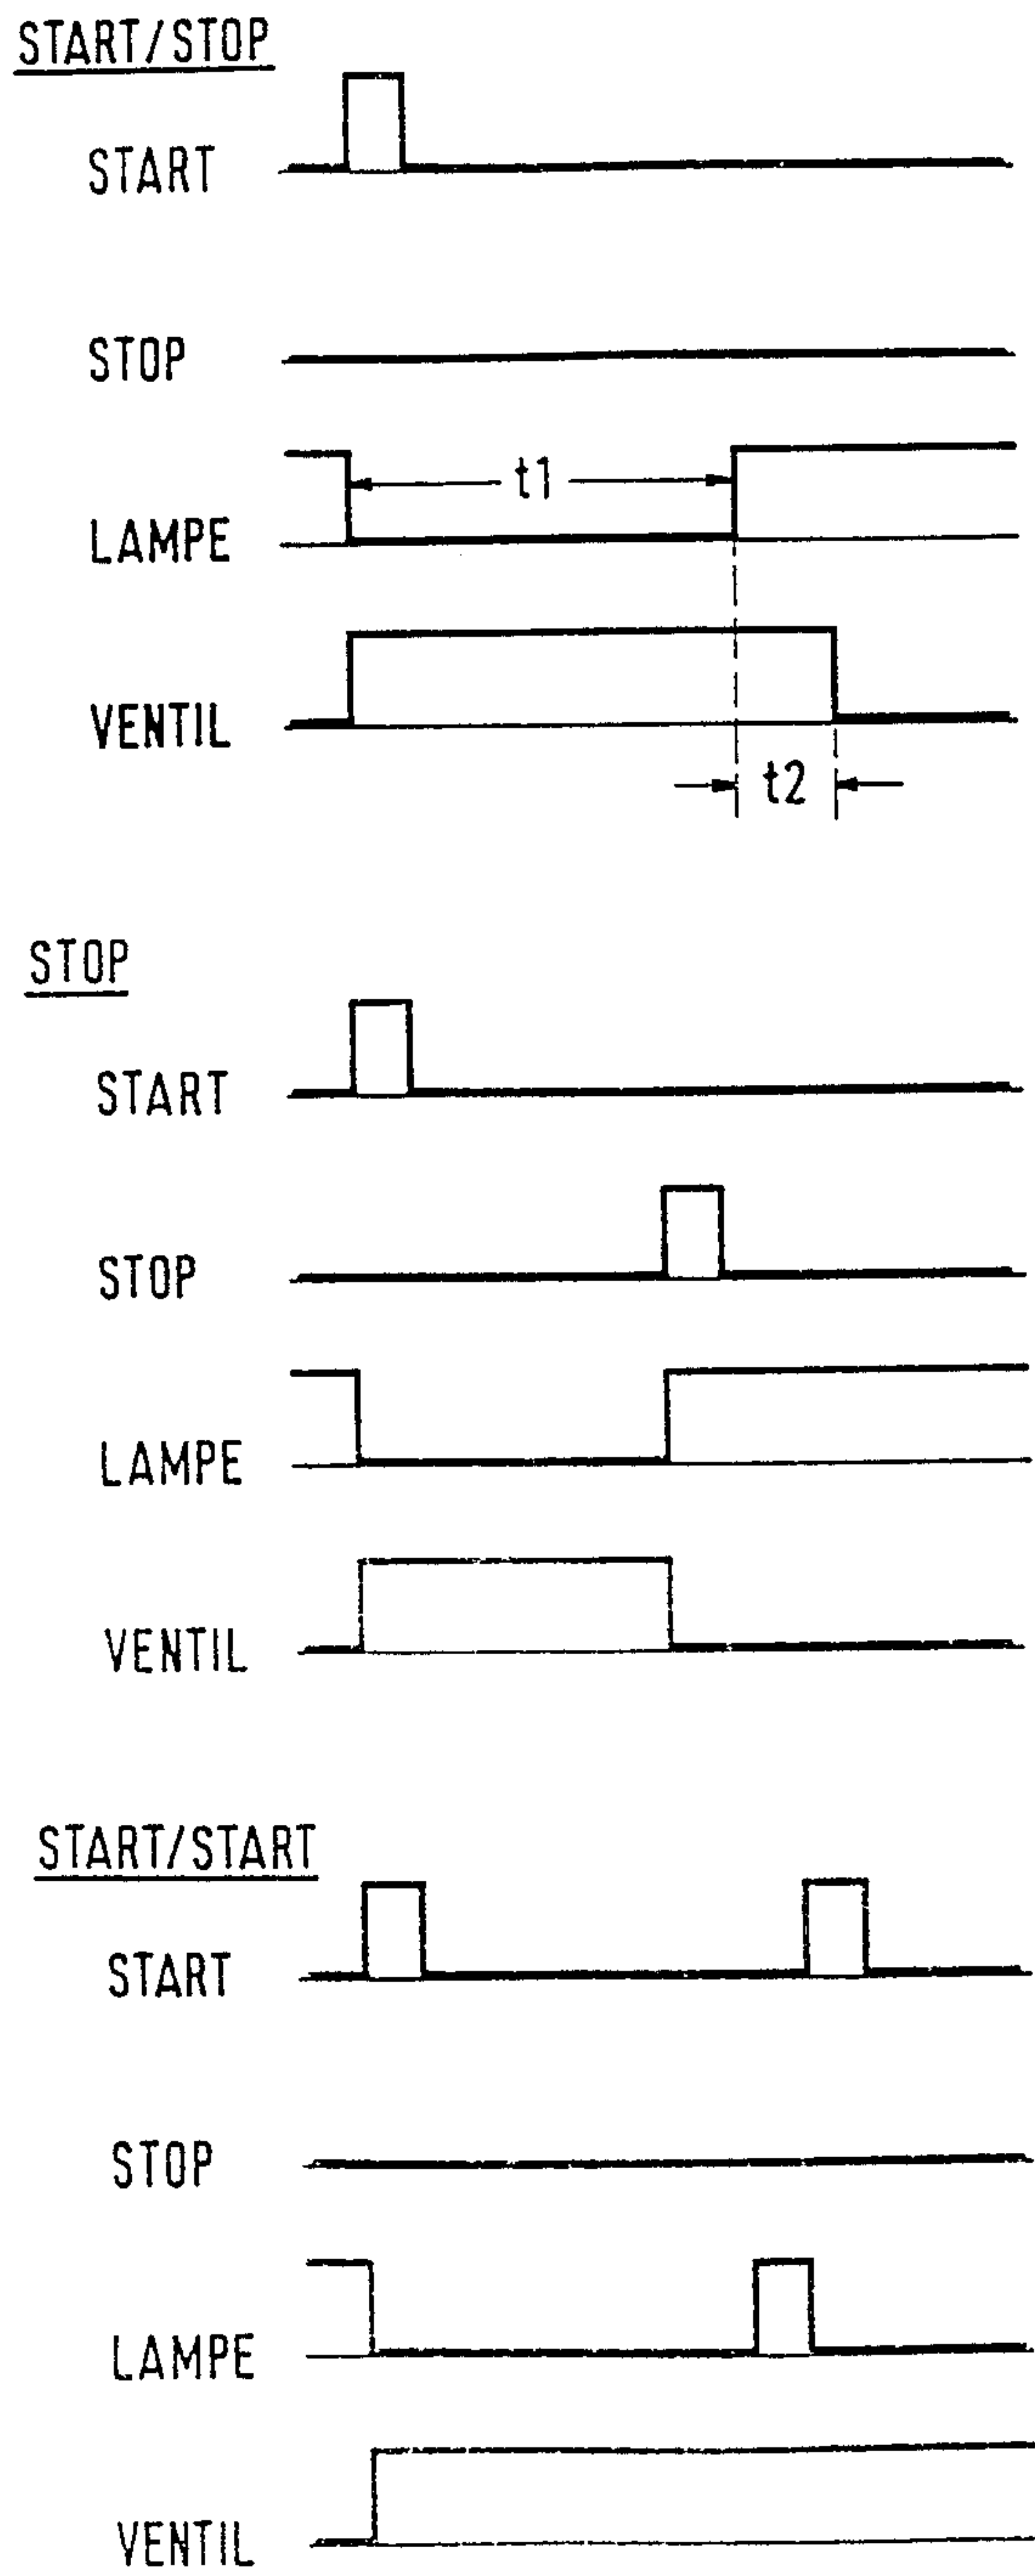 START/STOP
START
STOP
t1
LAMPE
VENTIL
t2
STOP
START
STOP
LAMPE
VENTIL
START/START
START
STOP
LAMPE
VENTIL